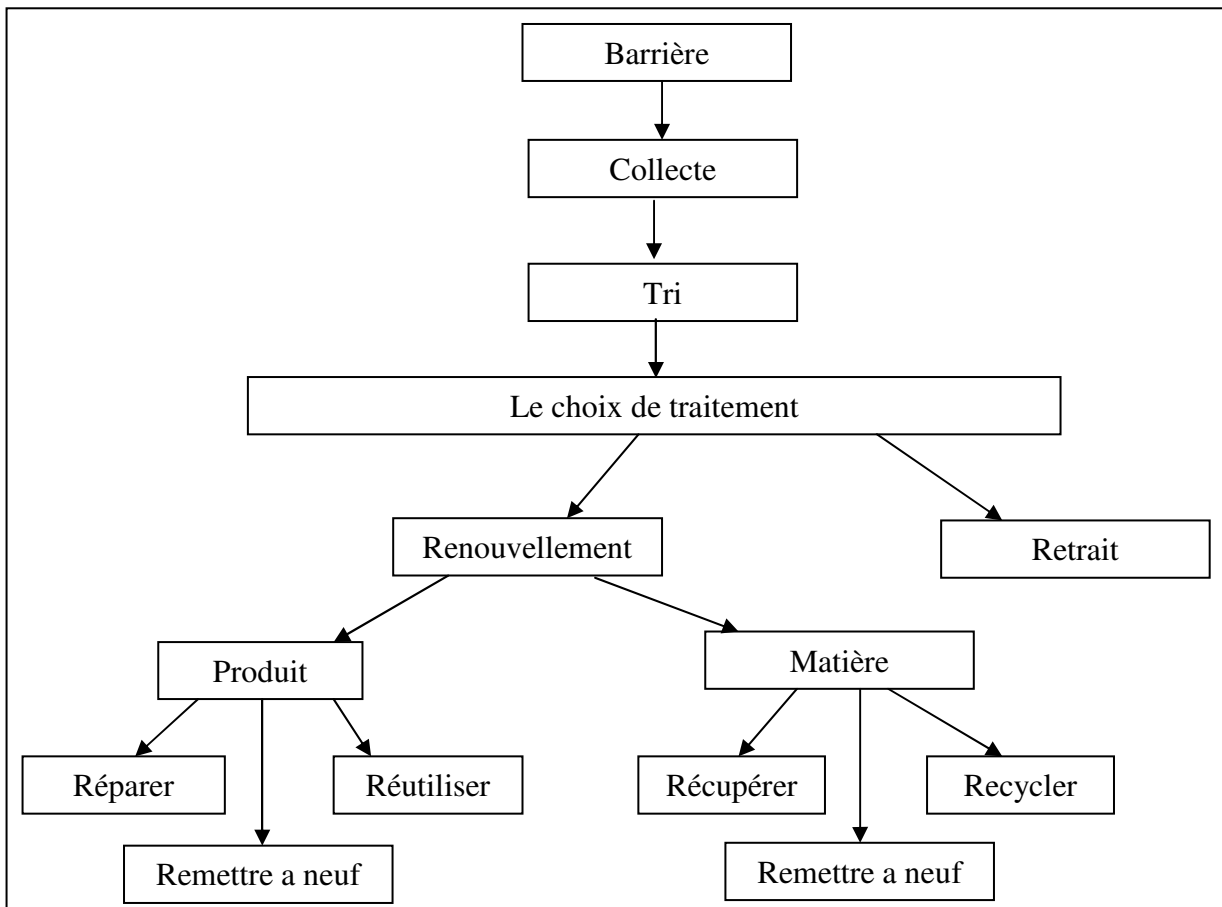 Barrière
Collecte
Tri
Le choix de traitement
Renouvellement
Retrait
Produit
Matière
Réparer
Réutiliser
Récupérer
Recycler
Remettre a neuf
Remettre a neuf